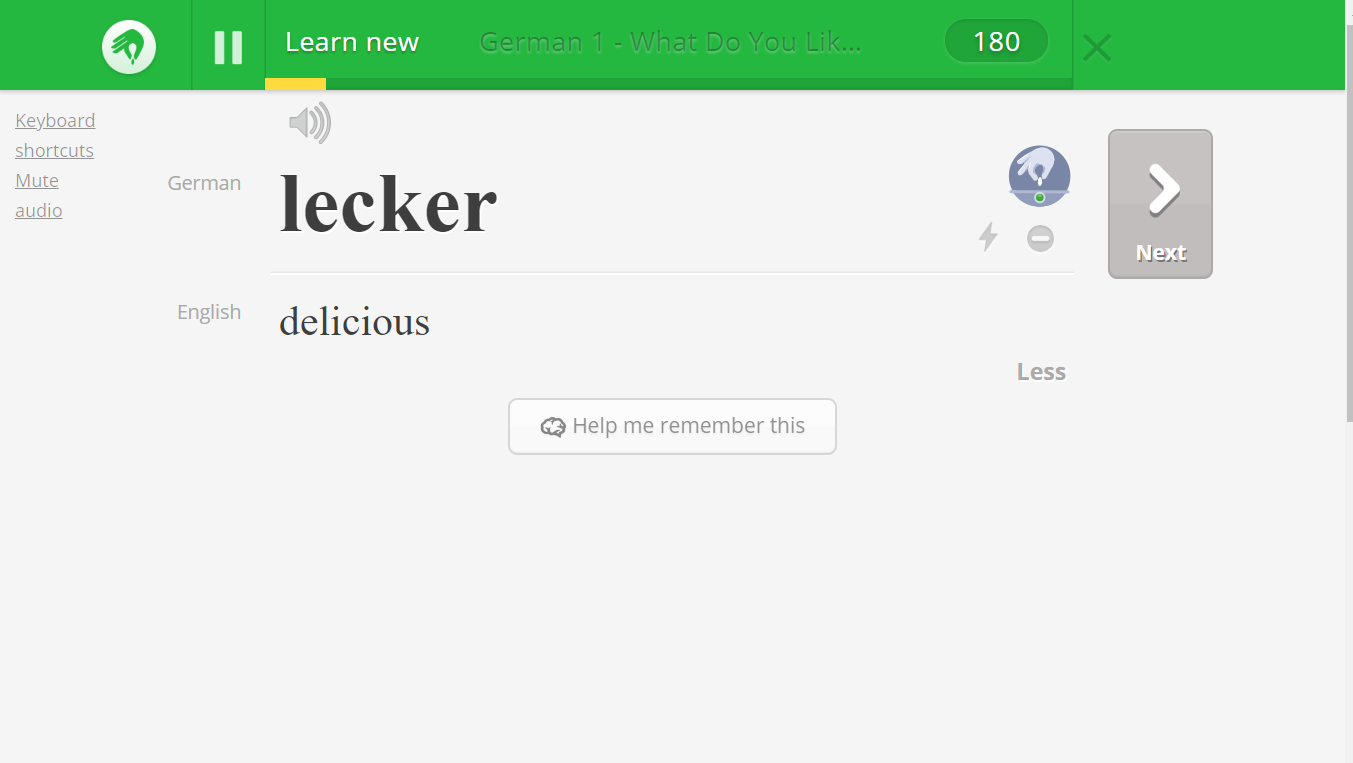 Learn new
German 1 - What Do You Lik...
180
Keyboard
shortcuts
Mute
audio
German
lecker
Next
English
delicious
Less
Help me remember this